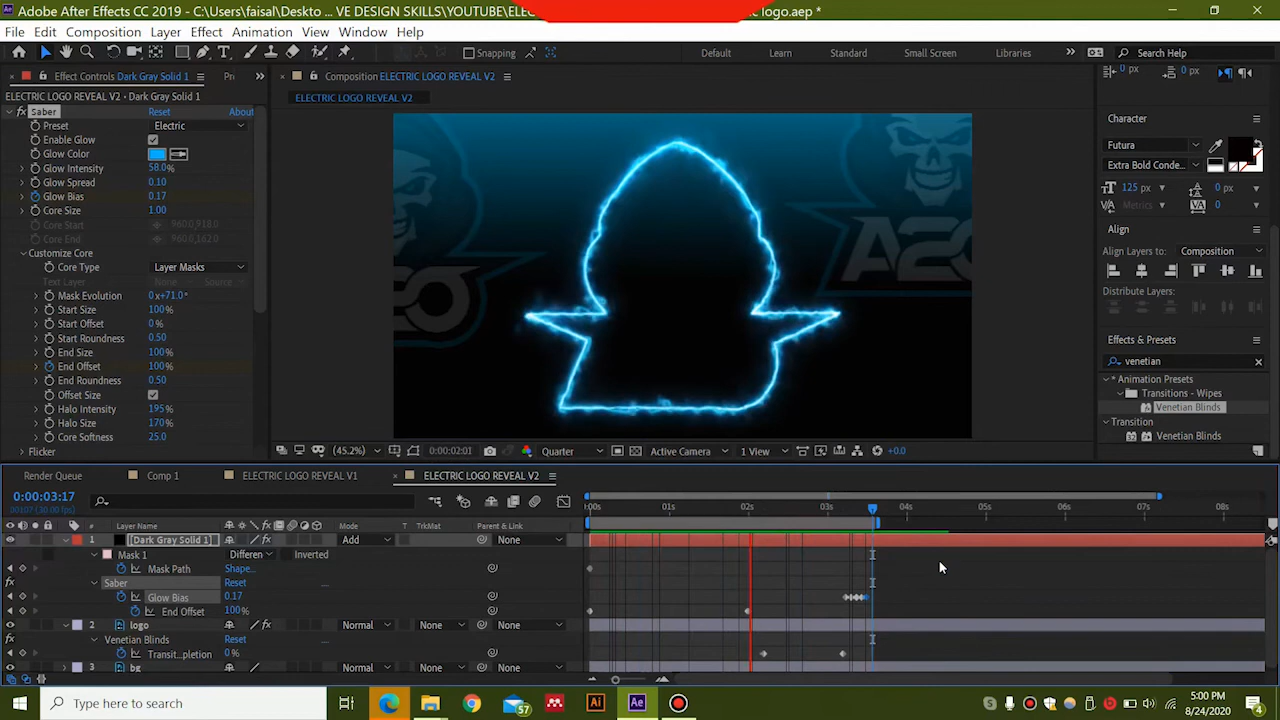 Adobe After Effects CC 2019 - C:\Users\faisal\Deskto
VE DESIGN SKILLS\YOUTUBE\ELEC
c logo.aep *
File Edit Composition Layer Effect Animation View Window Help
Snapping
Default Learn Standard Small Screen Libraries Search Help
Effect Controls Dark Gray Solid 1
ELECTRIC LOGO REVEAL V2 • Dark Gray Solid 1
Saber Reset About
Preset Electric
Enable Glow
Glow Color
Glow Intensity 58.0%
Glow Spread 0.10
Glow Bias 0.17
Core Size 1.00
Core Start 960.0,918.0
Core End 960.0,162.0
Customize Core
Core Type Layer Masks
Text Layer None Source
Mask Evolution 0x+71.0°
Start Size 100%
Start Offset 0%
Start Roundness 0.50
End Size 100%
End Offset 100%
End Roundness 0.50
Offset Size
Halo Intensity 195%
Halo Size 170%
Core Softness 25.0
Flicker
Composition ELECTRIC LOGO REVEAL V2
ELECTRIC LOGO REVEAL V2
A2O
(45.2%) 0:00:02:01 Quarter Active Camera 1 View +0.0
0 px 0 px
Character
Futura
Extra Bold Conde...
125 px 0 px
Metrics 0
Align
Align Layers to: Composition
Distribute Layers:
Effects & Presets
venetian
* Animation Presets
Transitions - Wipes
Venetian Blinds
Transition
Venetian Blinds
Render Queue Comp 1 ELECTRIC LOGO REVEAL V1 ELECTRIC LOGO REVEAL V2
0:00:03:17
00107 (30.00 fps)
# Layer Name Mode T TrkMat Parent & Link
:00s 01s 02s 03s 04s 05s 06s 07s 08s
1 [Dark Gray Solid 1] Add None
Mask 1 Differen Inverted
Mask Path Shape...
Saber Reset
Glow Bias 0.17
End Offset 100%
2 logo Normal None
Venetian Blinds Reset
Transit...pletion 0%
3 bg Normal None
Type here to search
57
5:00 PM
8/24/2020
4